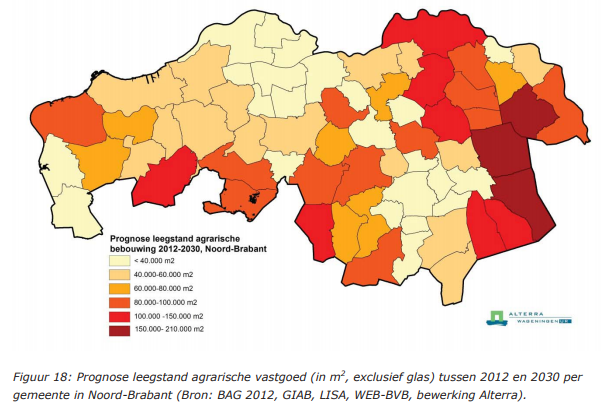 Prognose leegstand agrarische
bebouwing 2012-2030, Noord-Brabant
< 40.000 m2
40.000-60.000 m2
60.000-80.000 m2
80.000-100.000 m2
100.000 -150.000 m2
150.000- 210.000 m2
ALTERRA
WAGENINGEN UR
Figuur 18: Prognose leegstand agrarische vastgoed (in m², exclusief glas) tussen 2012 en 2030 per
gemeente in Noord-Brabant (Bron: BAG 2012, GIAB, LISA, WEB-BVB, bewerking Alterra).